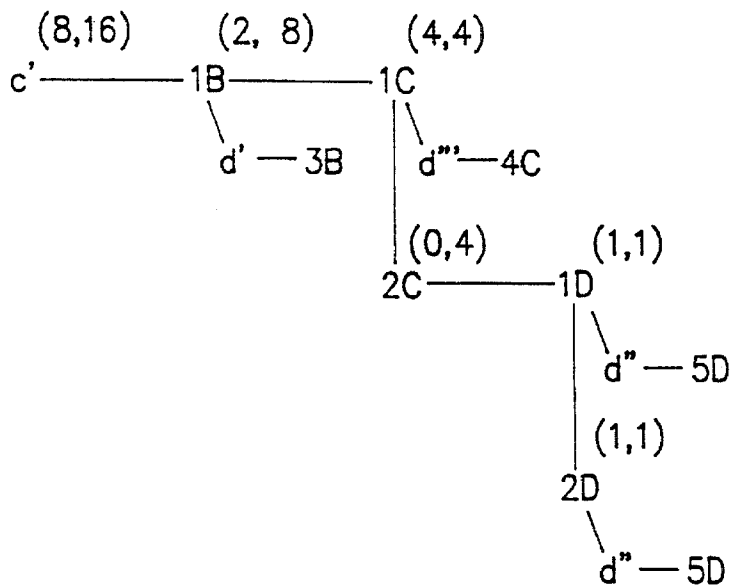 (8,16) (2, 8) (4,4)
c' 1B 1C
d' 3B d''' 4C
(0,4) (1,1)
2C 1D
d'' 5D
(1,1)
2D
d'' 5D